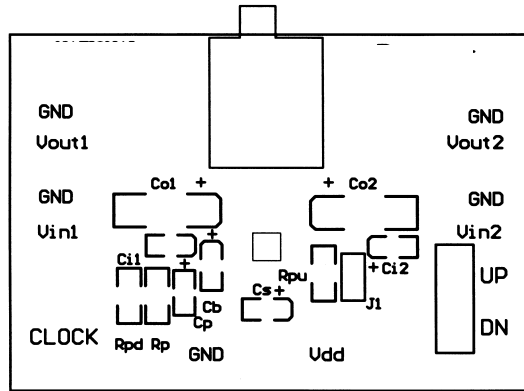 GND
GND
Vout1
Vout2
Co1 +
+ Co2
GND
GND
Vin1
Vin2
+
Ci1
+
+ Ci2
Rpu
UP
Cs +
Cb
J1
Cp
CLOCK
DN
Rpd
Rp
GND
Vdd